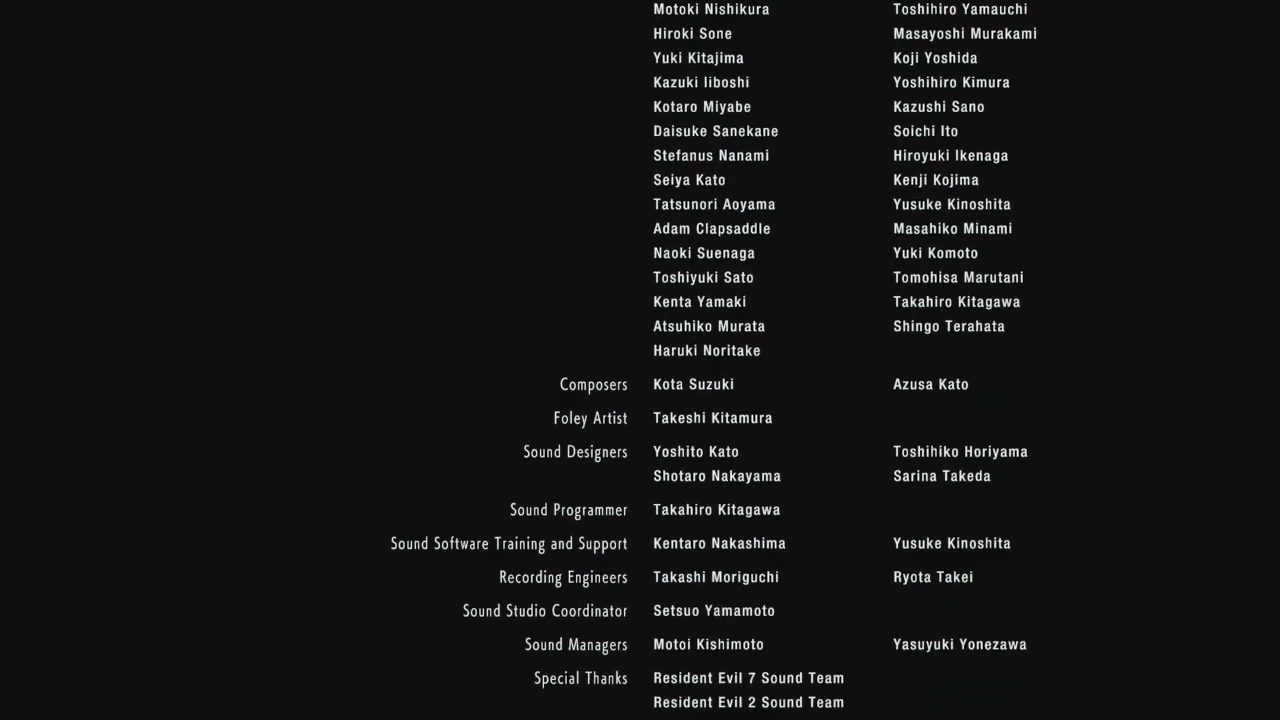 Motoki Nishikura Toshihiro Yamauchi
Hiroki Sone Masayoshi Murakami
Yuki Kitajima Koji Yoshida
Kazuki Iiboshi Yoshihiro Kimura
Kotaro Miyabe Kazushi Sano
Daisuke Sanekane Soichi Ito
Stefanus Nanami Hiroyuki Ikenaga
Seiya Kato Kenji Kojima
Tatsunori Aoyama Yusuke Kinoshita
Adam Clapsaddle Masahiko Minami
Naoki Suenaga Yuki Komoto
Toshiyuki Sato Tomohisa Marutani
Kenta Yamaki Takahiro Kitagawa
Atsuhiko Murata Shingo Terahata
Haruki Noritake
Composers Kota Suzuki Azusa Kato
Foley Artist Takeshi Kitamura
Sound Designers Yoshito Kato Toshihiko Horiyama
Shotaro Nakayama Sarina Takeda
Sound Programmer Takahiro Kitagawa
Sound Software Training and Support Kentaro Nakashima Yusuke Kinoshita
Recording Engineers Takashi Moriguchi Ryota Takei
Sound Studio Coordinator Setsuo Yamamoto
Sound Managers Motoi Kishimoto Yasuyuki Yonezawa
Special Thanks Resident Evil 7 Sound Team
Resident Evil 2 Sound Team